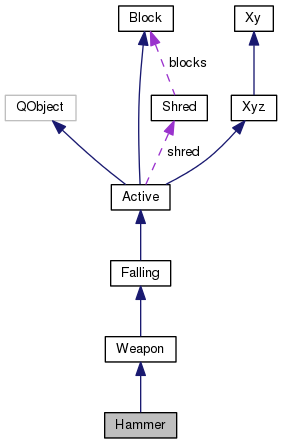 Block
Xy
blocks
QObject
Shred
Xyz
shred
Active
Falling
Weapon
Hammer